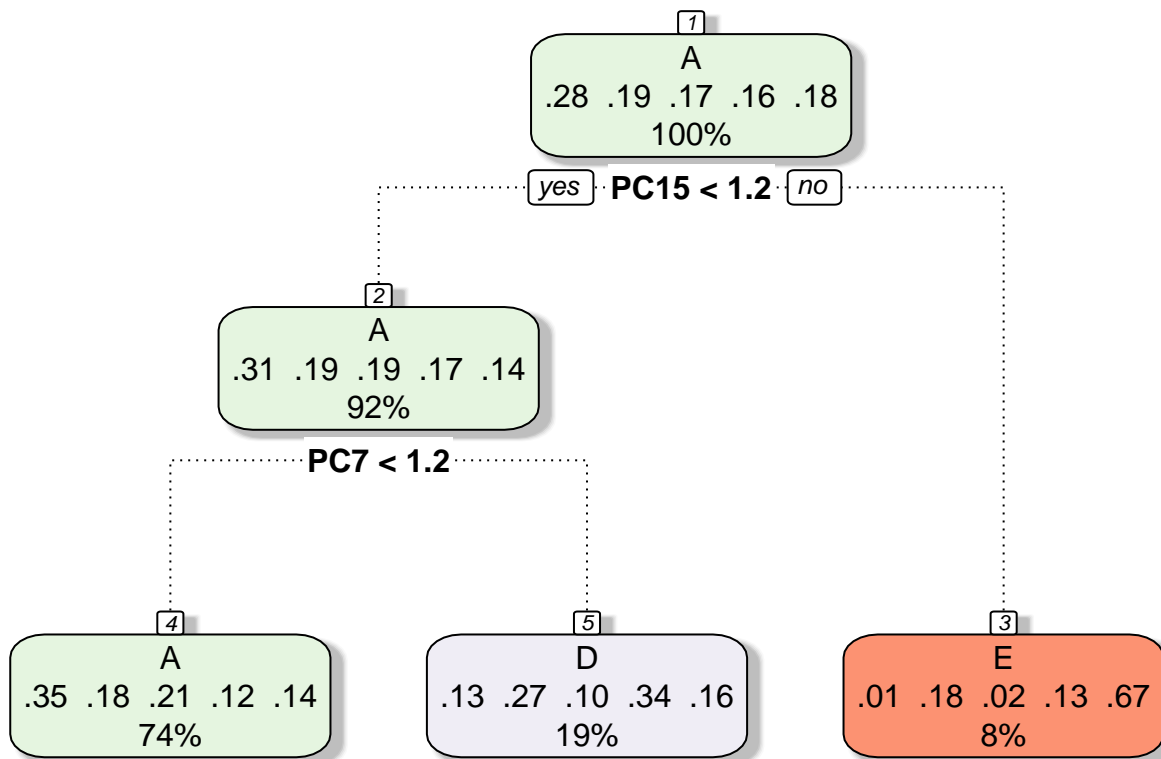 1
A
.28 .19 .17 .16 .18
100%
yes PC15 < 1.2 no
2
A
.31 .19 .19 .17 .14
92%
PC7 < 1.2
4
A
.35 .18 .21 .12 .14
74%
5
D
.13 .27 .10 .34 .16
19%
3
E
.01 .18 .02 .13 .67
8%